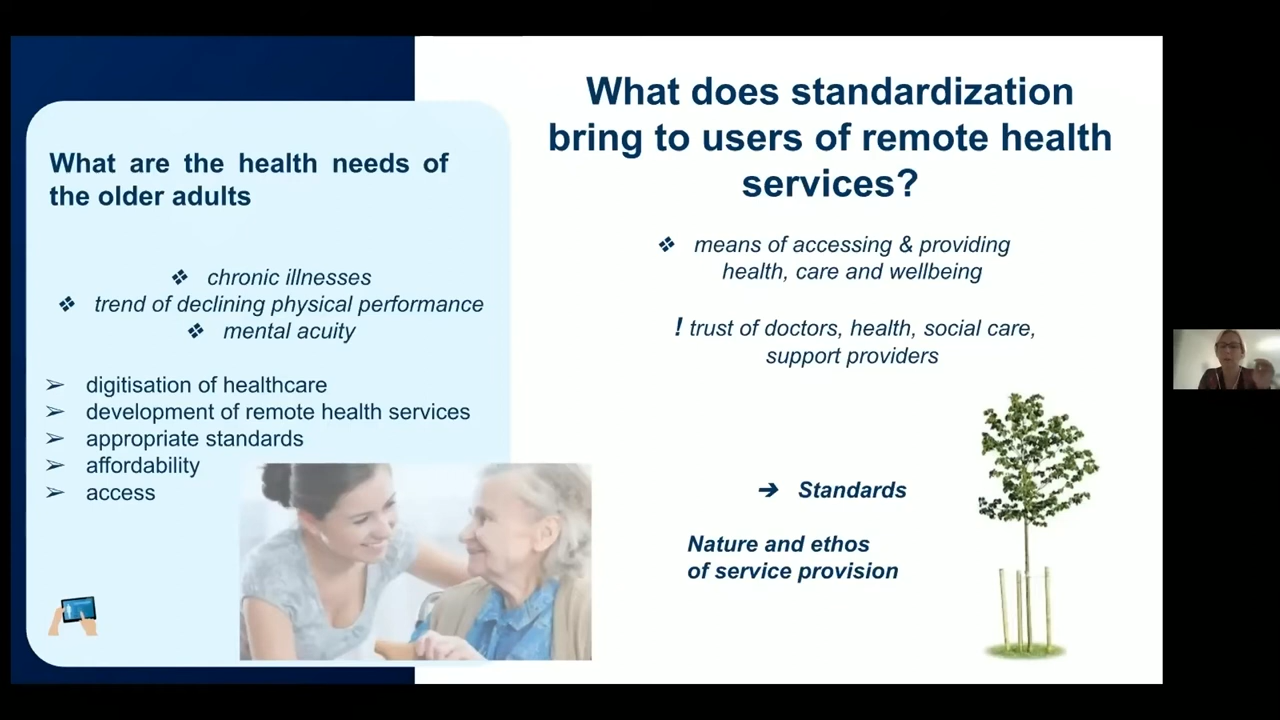 What are the health needs of
the older adults
❖ chronic illnesses
❖ trend of declining physical performance
❖ mental acuity
➢ digitisation of healthcare
➢ development of remote health services
➢ appropriate standards
➢ affordability
➢ access
What does standardization
bring to users of remote health
services?
❖ means of accessing & providing
health, care and wellbeing
! trust of doctors, health, social care,
support providers
➔ Standards
Nature and ethos
of service provision